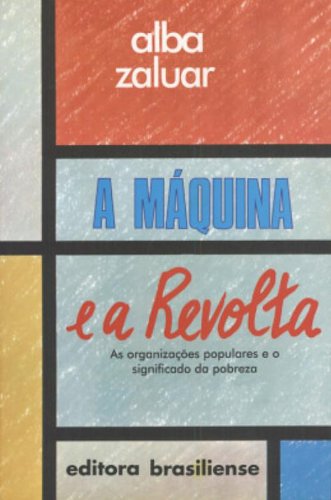 alba
zaluar
A MÁQUINA
e a Revolta
As organizações populares e o
significado da pobreza
editora brasiliense